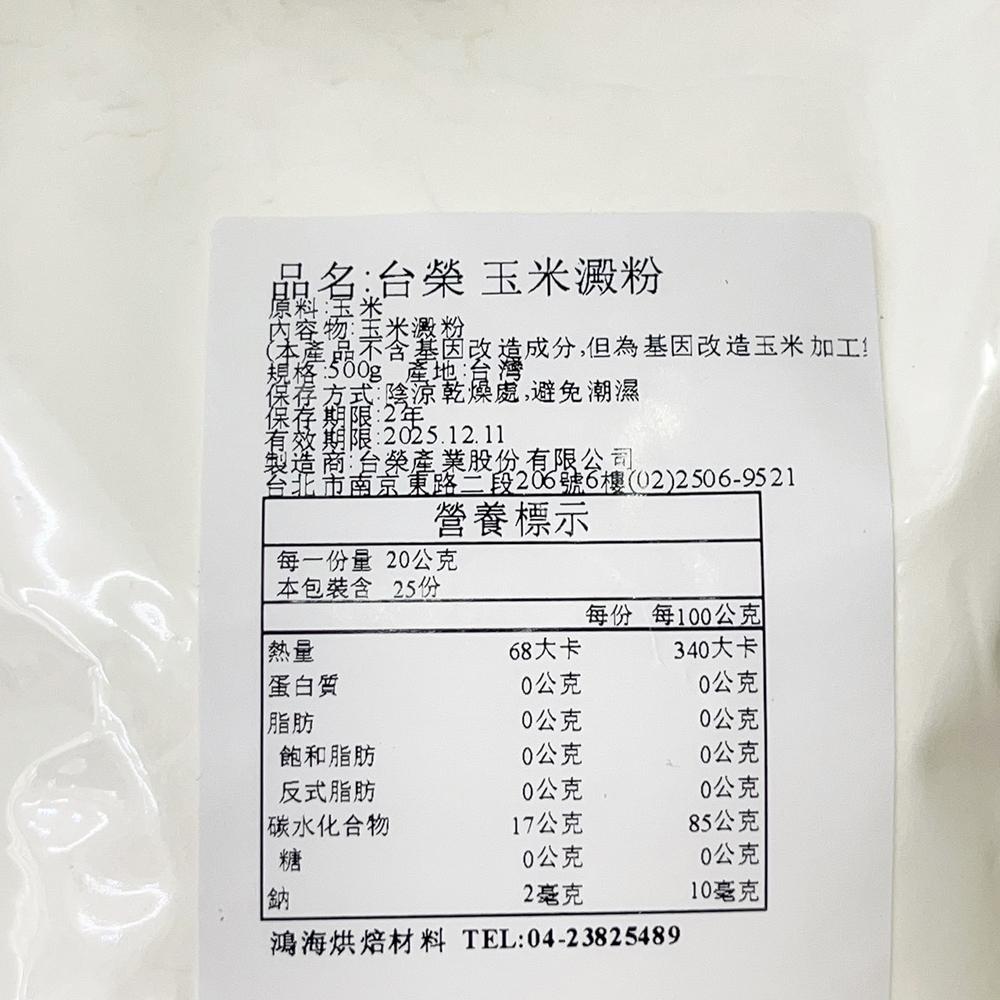 品名:台榮 玉米澱粉
原料:玉米
內容物:玉米澱粉
(本產品不含基因改造成分,但為基因改造玉米加工
規格:500g 產地:台灣
保存方式:陰涼乾燥處,避免潮濕
保存期限:2年
有效期限:2025.12.11
製造商:台榮產業股份有限公司
台北市南京東路二段206號6樓(02)2506-9521
營養標示
每一份量 20公克
本包裝含 25份
每份 每100公克
熱量 68大卡 340大卡
蛋白質 0公克 0公克
脂肪 0公克 0公克
飽和脂肪 0公克 0公克
反式脂肪 0公克 0公克
碳水化合物 17公克 85公克
糖 0公克 0公克
鈉 2毫克 10毫克
鴻海烘焙材料 TEL:04-23825489